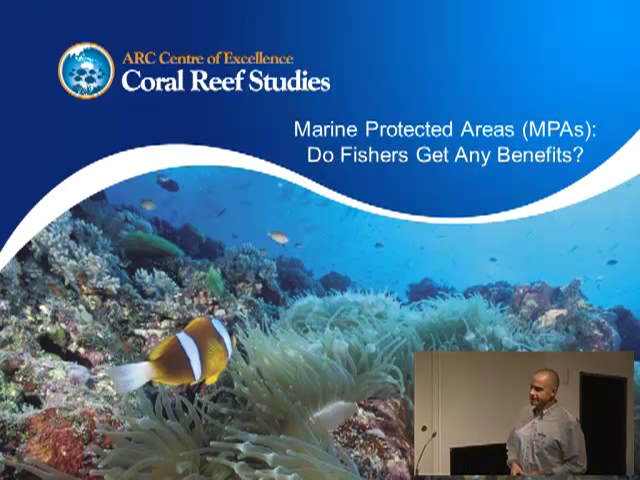 ARC Centre of Excellence
Coral Reef Studies
Marine Protected Areas (MPAs):
Do Fishers Get Any Benefits?